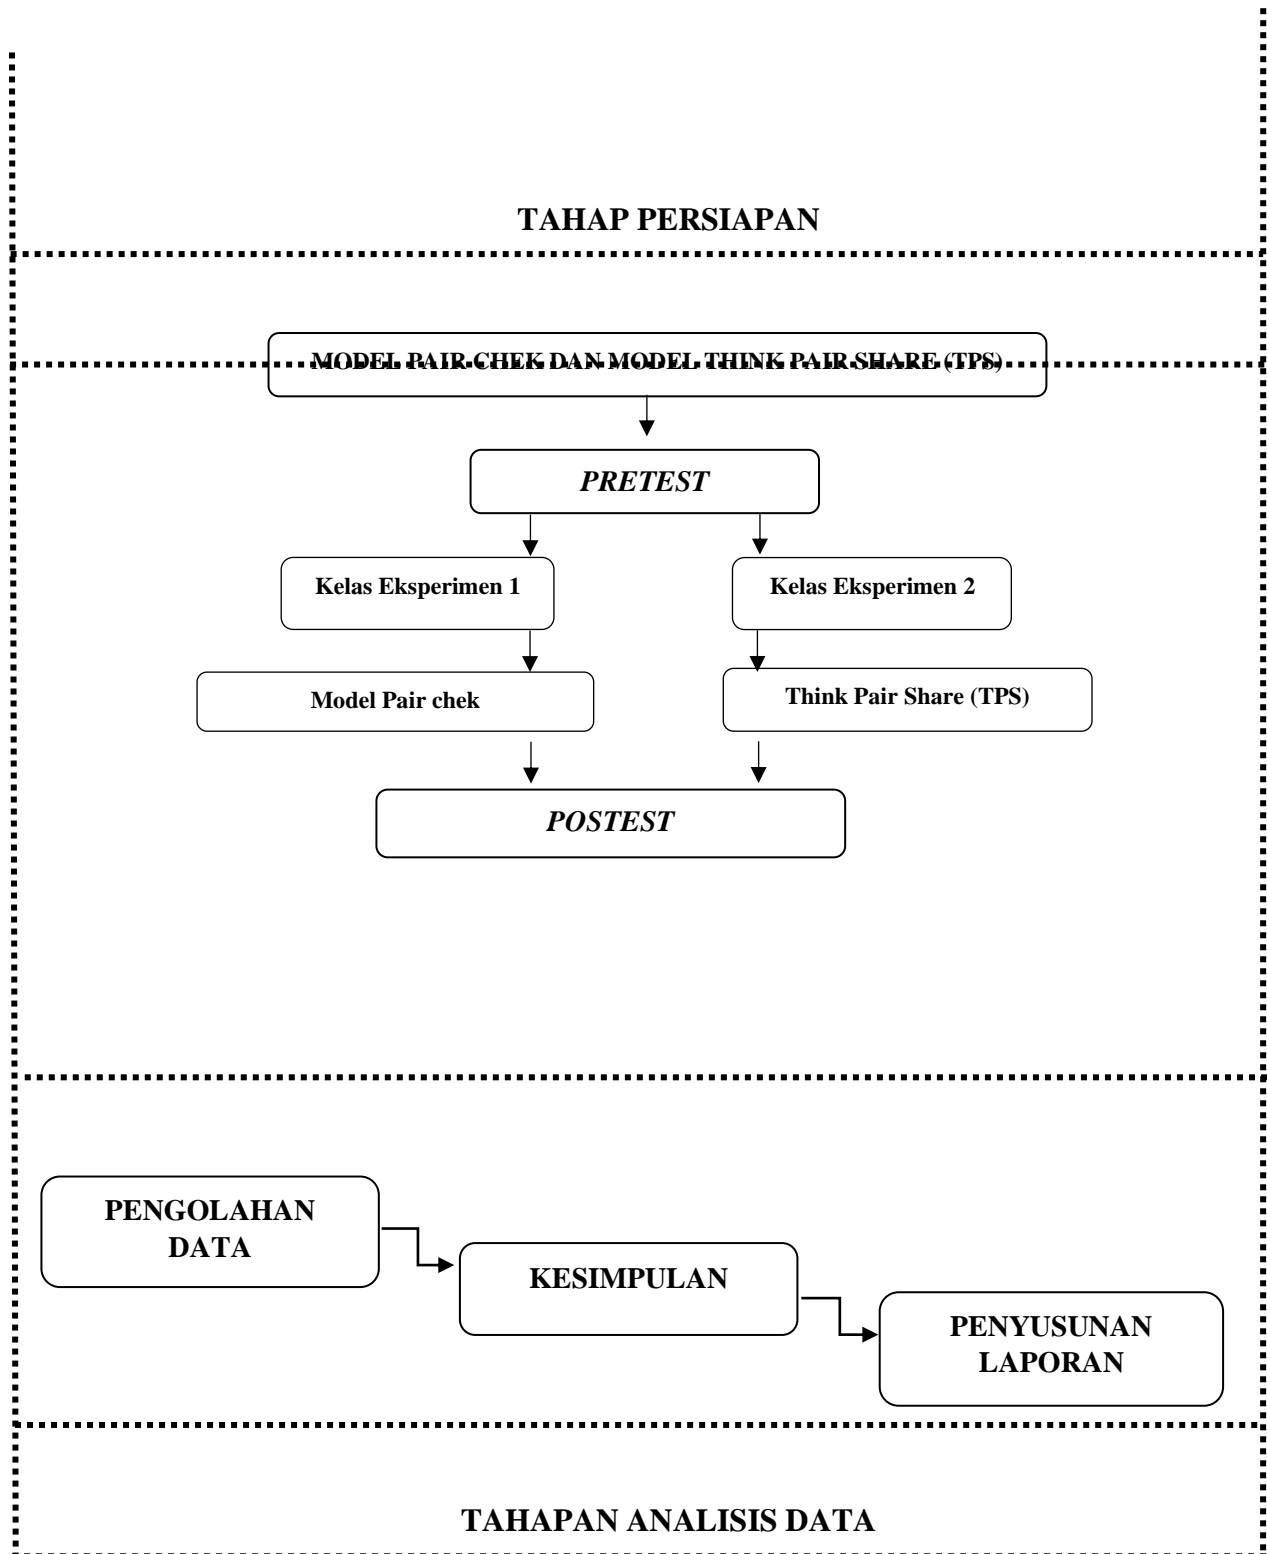 TAHAP PERSIAPAN
MODEL PAIR CHEK DAN MODEL THINK PAIR SHARE (TPS)
PRETEST
Kelas Eksperimen 1
Kelas Eksperimen 2
Model Pair chek
Think Pair Share (TPS)
POSTEST
PENGOLAHAN
DATA
KESIMPULAN
PENYUSUNAN
LAPORAN
TAHAPAN ANALISIS DATA